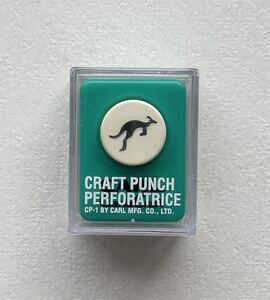 CRAFT PUNCH
PERFORATRICE
CP-1 BY CARL MFG. CO., LTD.